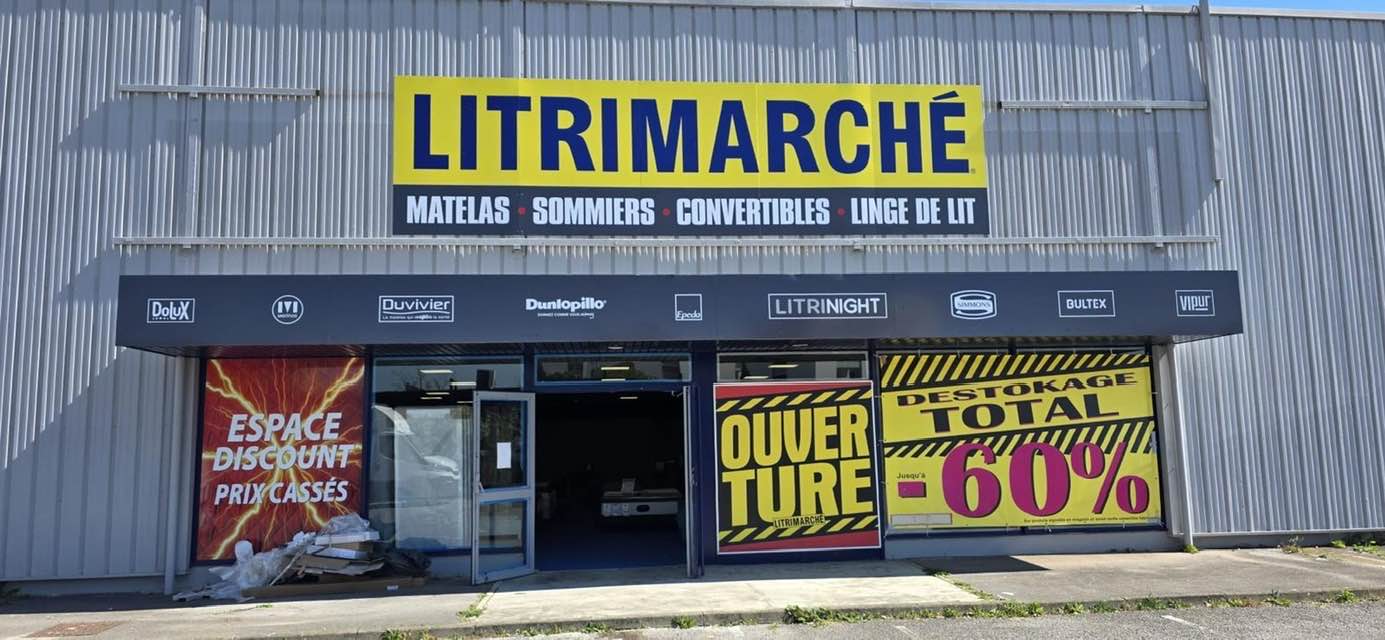 LITRIMARCHÉ
MATELAS • SOMMIERS • CONVERTIBLES • LINGE DE LIT
DOLUX
Duvivier
Dunlopillo
Epeda
LITRINIGHT
SIMMONS
BULTEX
VIPUR
ESPACE
DISCOUNT
PRIX CASSÉS
OUVER
TURE
LITRIMARCHÉ
DESTOKAGE
TOTAL
Jusqu'à
-60%